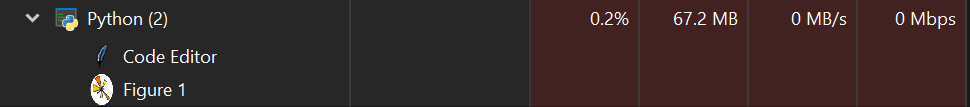 Python (2) 0.2% 67.2 MB 0 MB/s 0 Mbps
Code Editor
Figure 1